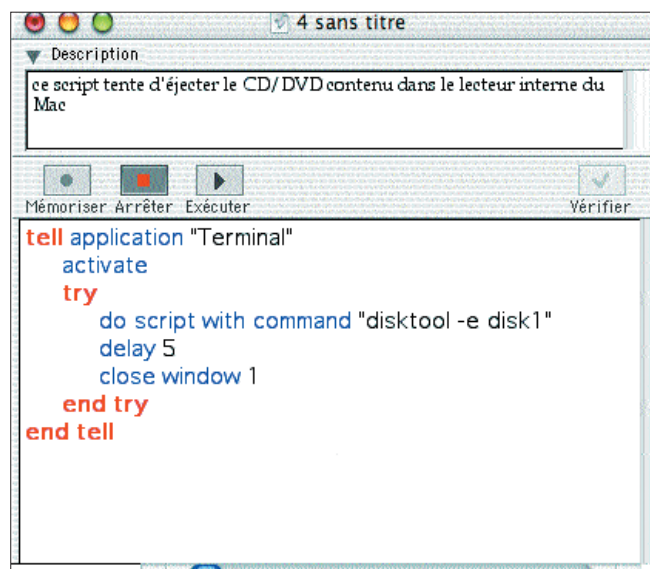 4 sans titre
Description
ce script tente d'éjecter le CD/DVD contenu dans le lecteur interne du
Mac
Mémoriser Arrêter Exécuter Vérifier
tell application "Terminal"
activate
try
do script with command "disktool -e disk1"
delay 5
close window 1
end try
end tell